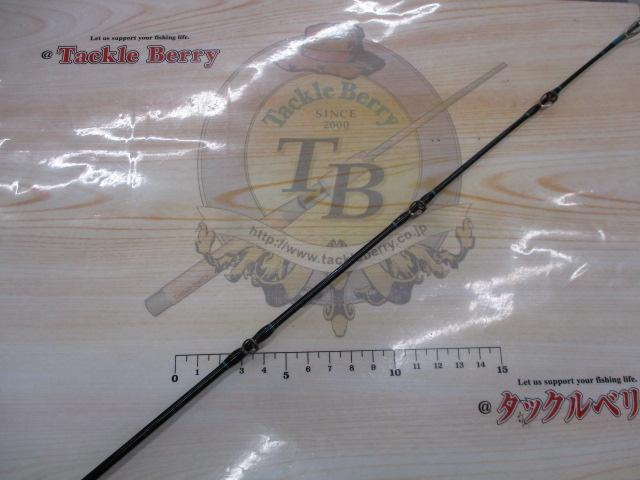 Let us support your fishing life.
@ Tackle Berry
Tackle Berry
SINCE
2000
TB
http://www.tackleberry.co.jp
0 1 2 3 4 5 6 7 8 9 10 11 12 13 14 15
Let us support your fishing life.
@ タックルベリ